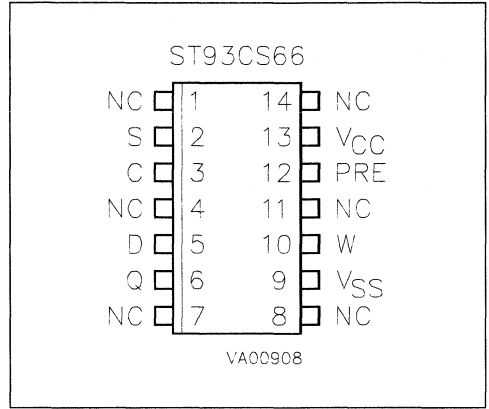 ST93CS66
NC 1 14 NC
S 2 13 VCC
C 3 12 PRE
NC 4 11 NC
D 5 10 W
Q 6 9 VSS
NC 7 8 NC
VA00908